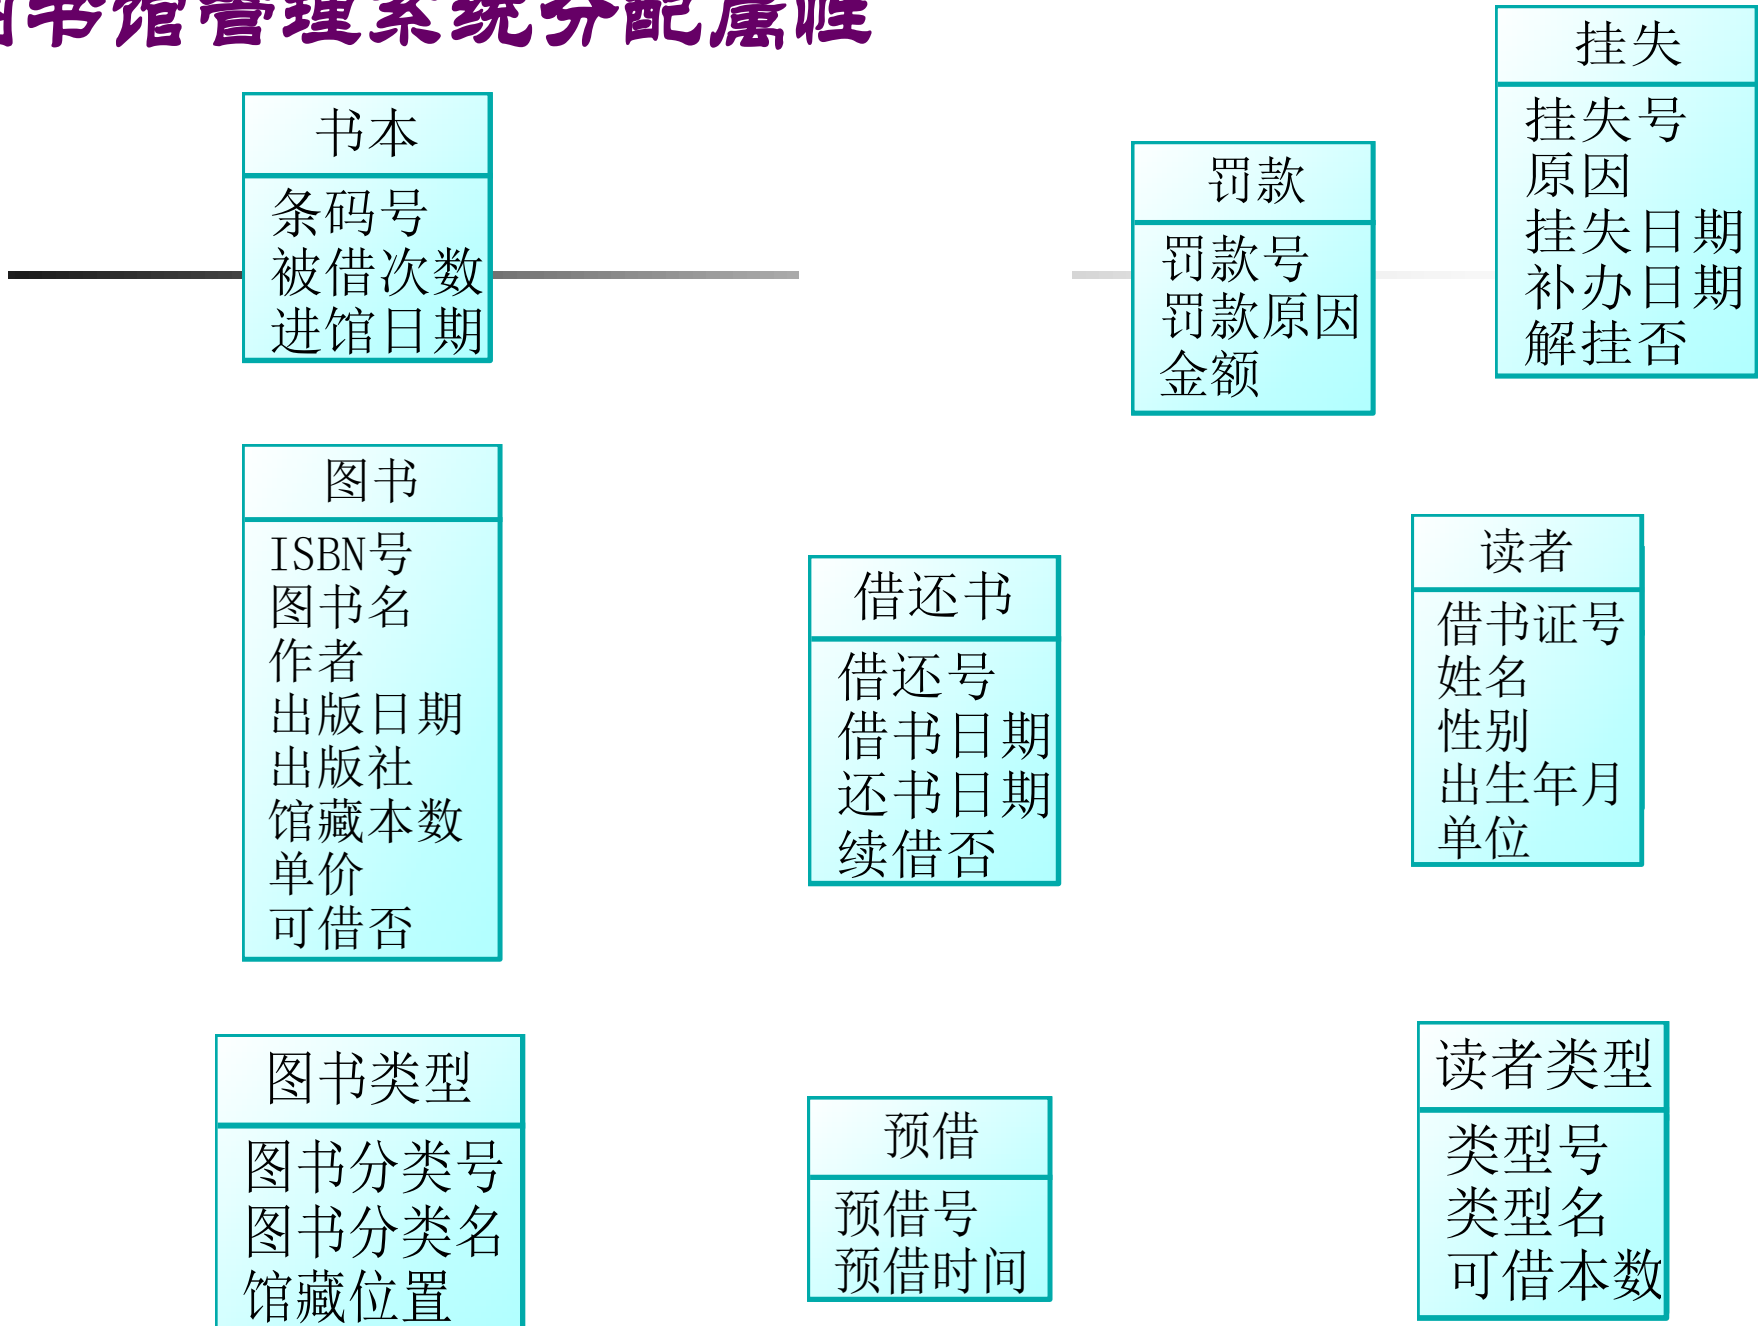 图书馆管理系统分配属性
挂失
挂失号
原因
挂失日期
补办日期
解挂否
书本
条码号
被借次数
进馆日期
罚款
罚款号
罚款原因
金额
图书
ISBN号
图书名
作者
出版日期
出版社
馆藏本数
单价
可借否
借还书
借还号
借书日期
还书日期
续借否
读者
借书证号
姓名
性别
出生年月
单位
图书类型
图书分类号
图书分类名
馆藏位置
预借
预借号
预借时间
读者类型
类型号
类型名
可借本数